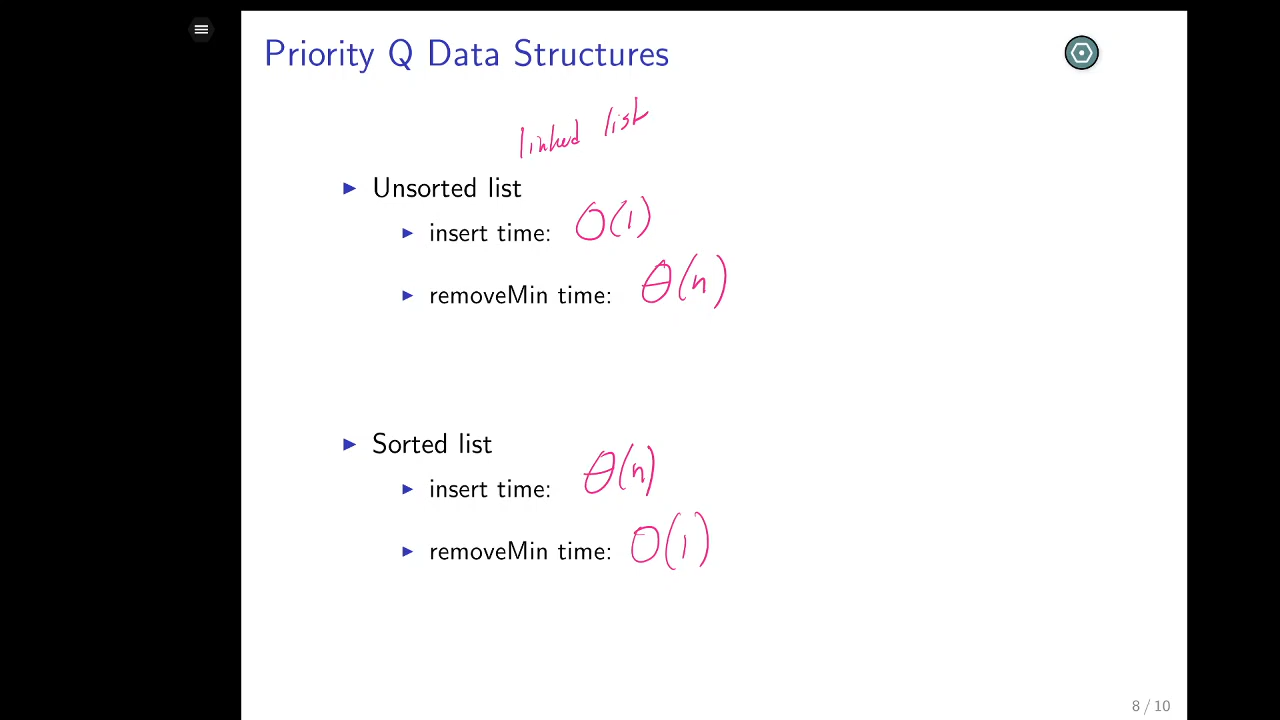 Priority Q Data Structures
linked list
▶ Unsorted list
▶ insert time: O(1)
▶ removeMin time: θ(n)
▶ Sorted list
▶ insert time: θ(n)
▶ removeMin time: O(1)
8 / 10